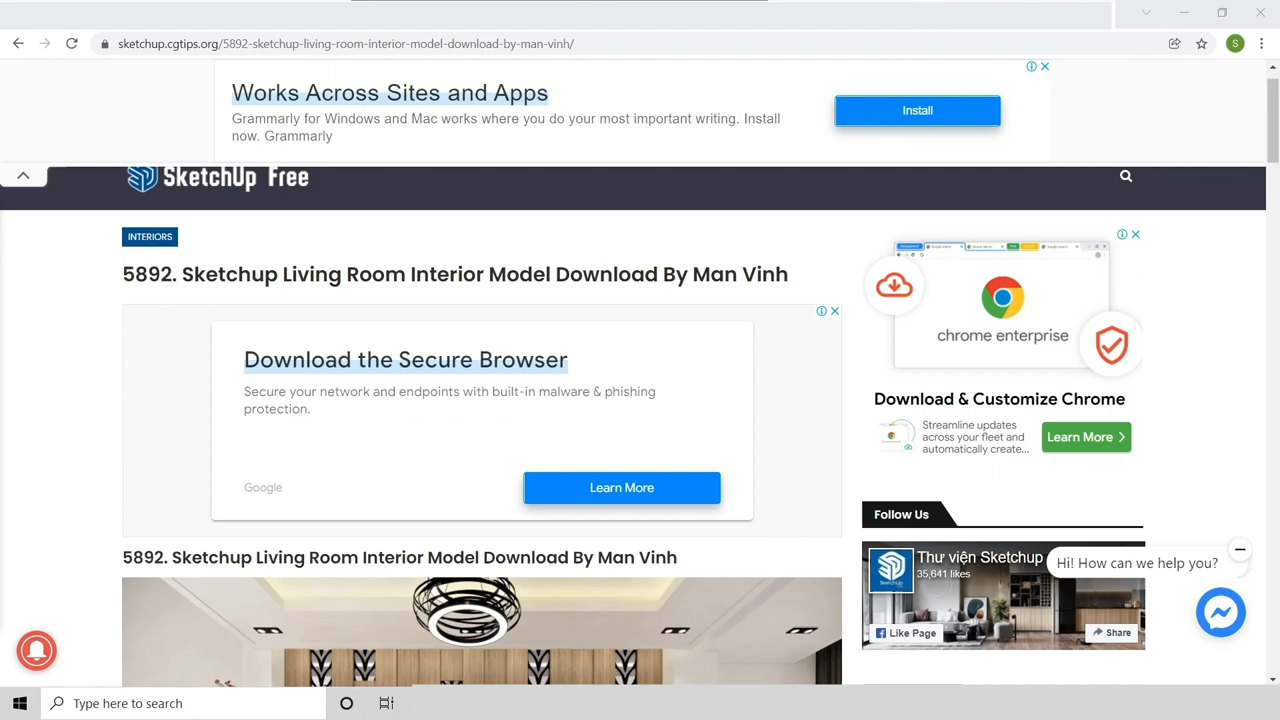 sketchup.cgtips.org/5892-sketchup-living-room-interior-model-download-by-man-vinh/
S
Works Across Sites and Apps
Grammarly for Windows and Mac works where you do your most important writing. Install
now. Grammarly
Install
SketchUp Free
INTERIORS
5892. Sketchup Living Room Interior Model Download By Man Vinh
Download the Secure Browser
Secure your network and endpoints with built-in malware & phishing
protection.
Google
Learn More
chrome enterprise
Download & Customize Chrome
Streamline updates
across your fleet and
automatically create...
Learn More
Follow Us
5892. Sketchup Living Room Interior Model Download By Man Vinh
Thư viện Sketchup
35,641 likes
SketchUp
Like Page
Share
Hi! How can we help you?
Type here to search